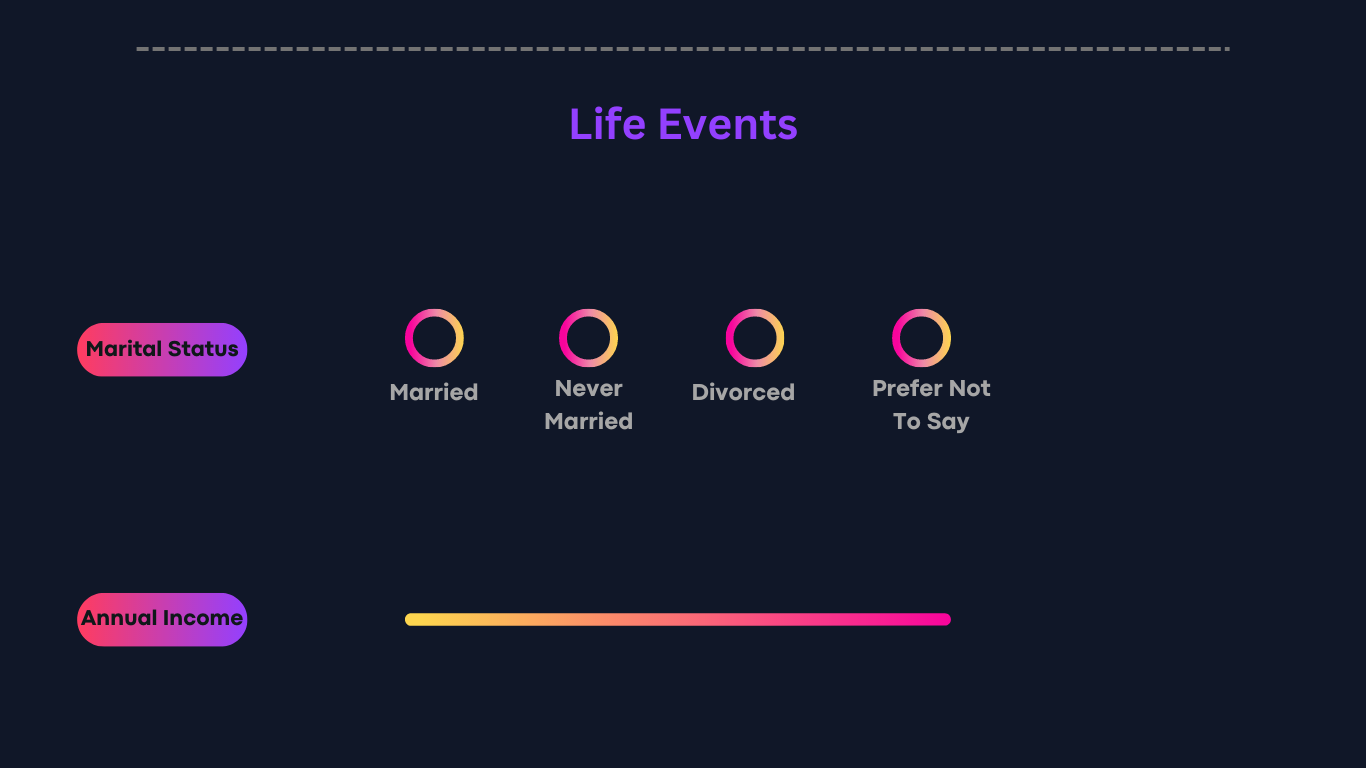 Life Events
Marital Status
Married
Never
Married
Divorced
Prefer Not
To Say
Annual Income